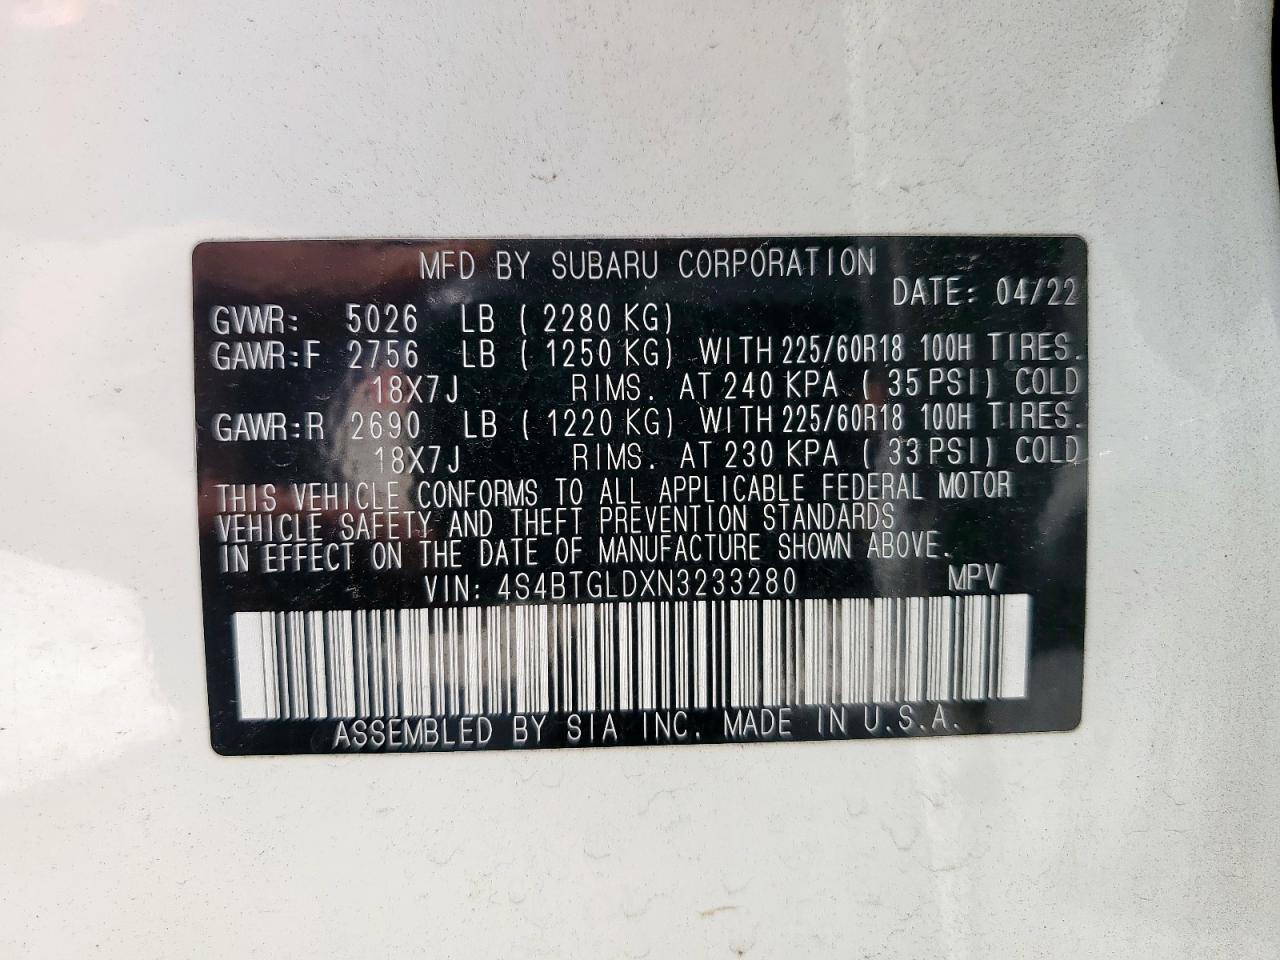 MFD BY SUBARU CORPORATION
DATE: 04/22
GVWR: 5026 LB ( 2280 KG)
GAWR:F 2756 LB ( 1250 KG) WITH 225/60R18 100H TIRES.
18X7J RIMS. AT 240 KPA ( 35 PSI) COLD
GAWR:R 2690 LB ( 1220 KG) WITH 225/60R18 100H TIRES.
18X7J RIMS. AT 230 KPA ( 33 PSI) COLD
THIS VEHICLE CONFORMS TO ALL APPLICABLE FEDERAL MOTOR
VEHICLE SAFETY AND THEFT PREVENTION STANDARDS
IN EFFECT ON THE DATE OF MANUFACTURE SHOWN ABOVE.
VIN: 4S4BTGLDXN3233280 MPV
ASSEMBLED BY SIA INC. MADE IN U.S.A.